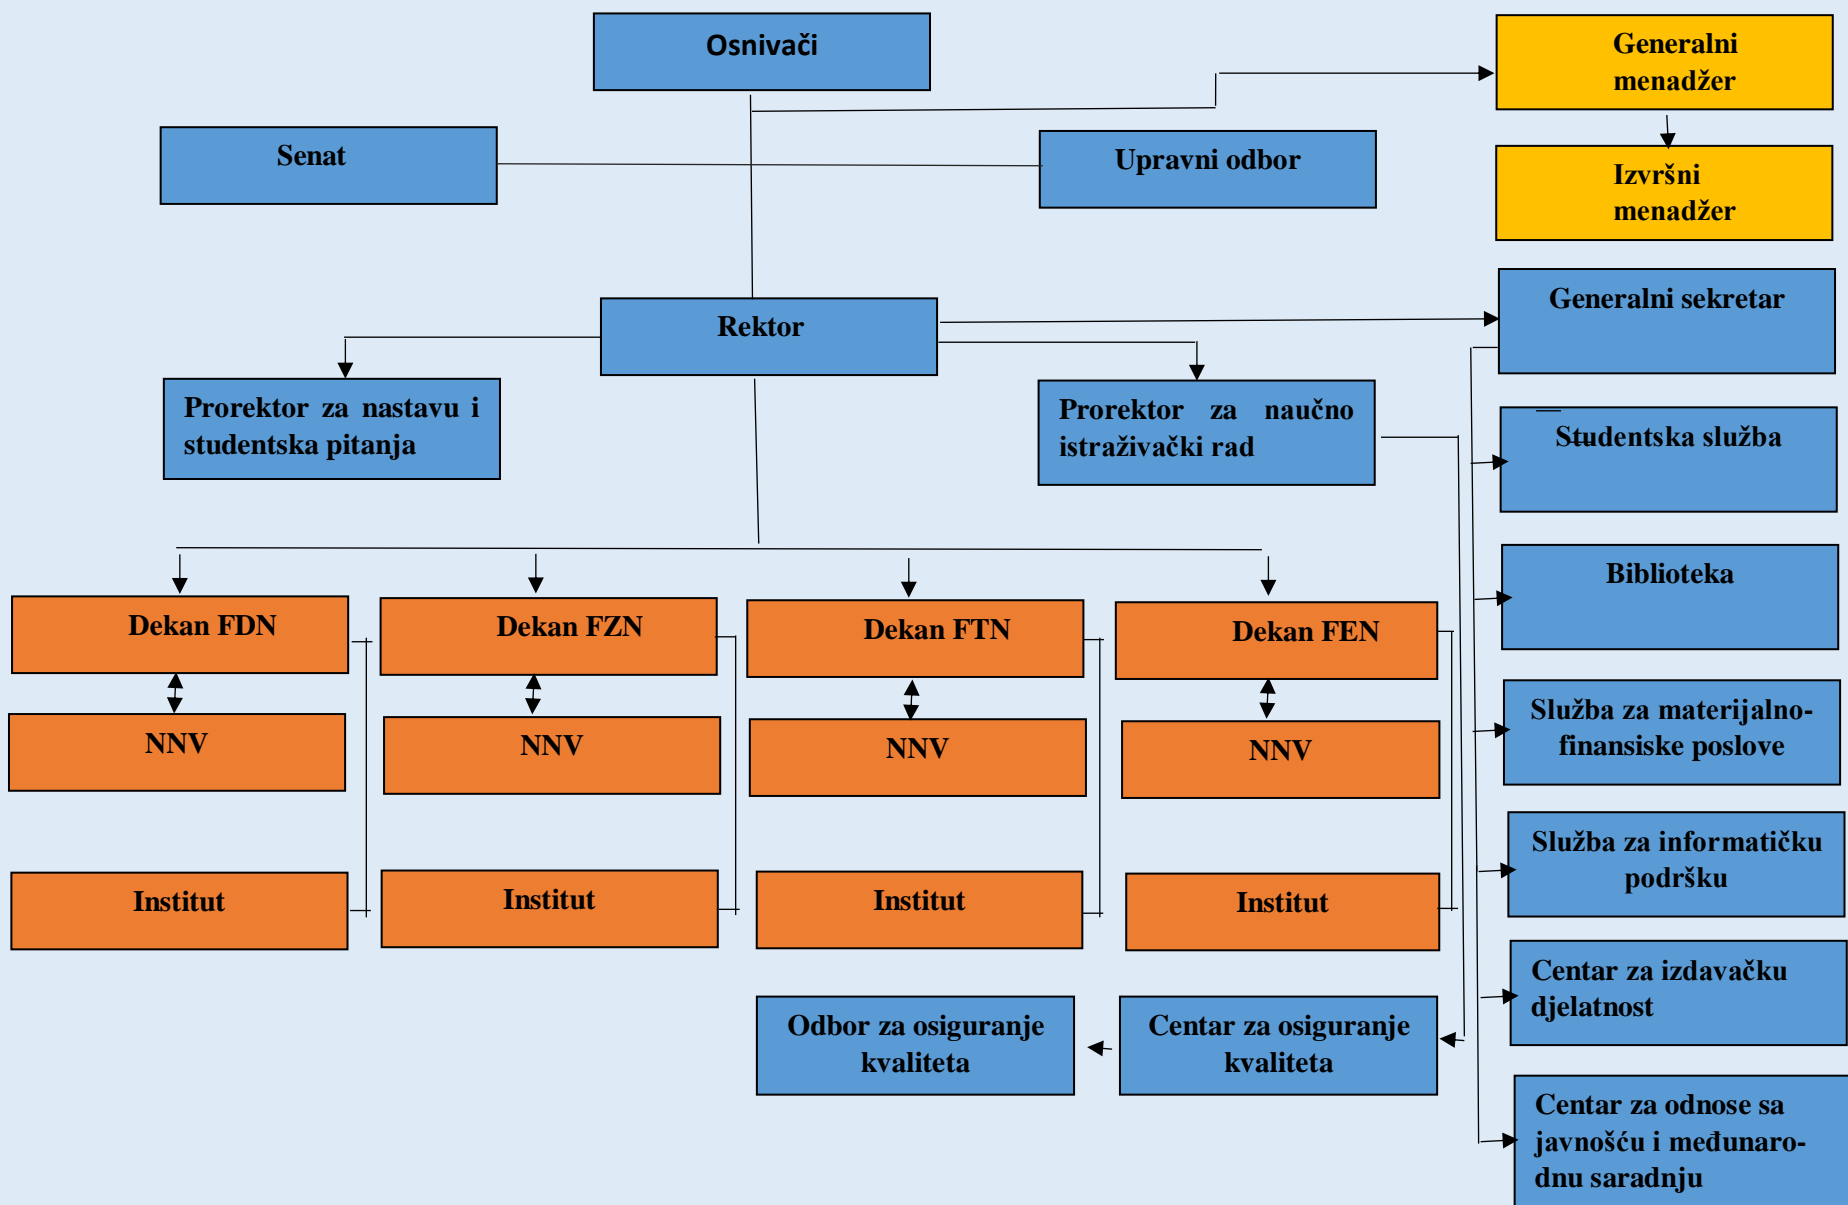 Osnivači
Generalni
menadžer
Senat
Upravni odbor
Izvršni
menadžer
Rektor
Generalni sekretar
Prorektor za nastavu i
studentska pitanja
Prorektor za naučno
istraživački rad
Studentska služba
Biblioteka
Dekan FDN
Dekan FZN
Dekan FTN
Dekan FEN
NNV
NNV
NNV
NNV
Služba za materijalno-
finansiske poslove
Služba za informatičku
podršku
Institut
Institut
Institut
Institut
Centar za izdavačku
djelatnost
Odbor za osiguranje
kvaliteta
Centar za osiguranje
kvaliteta
Centar za odnose sa
javnošću i međunaro-
dnu saradnju